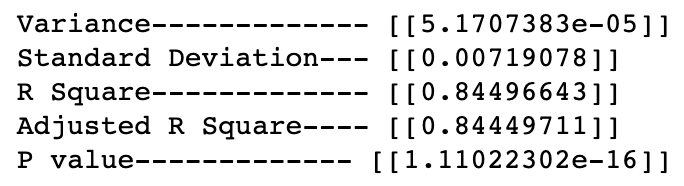 Variance------------- [[5.1707383e-05]]
Standard Deviation--- [[0.00719078]]
R Square------------- [[0.84496643]]
Adjusted R Square---- [[0.84449711]]
P value------------- [[1.11022302e-16]]